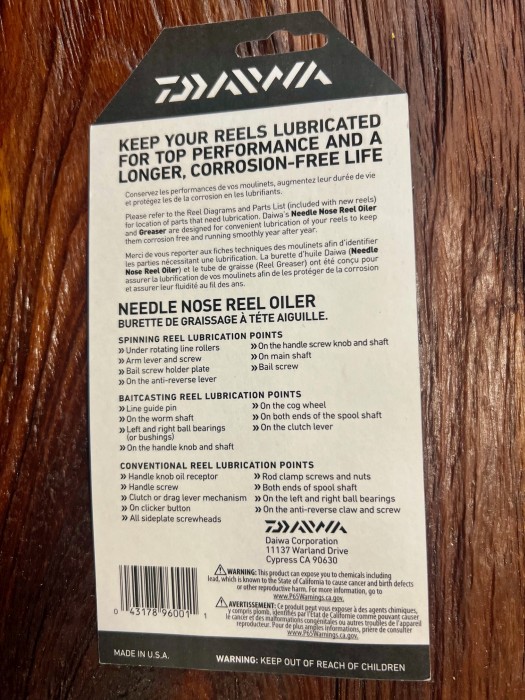 DAIWA
KEEP YOUR REELS LUBRICATED
FOR TOP PERFORMANCE AND A
LONGER, CORROSION-FREE LIFE
Conservez les performances de vos moulinets, augmentez leur durée de vie
et protégez les de la corrosion en les lubrifiants.
Please refer to the Reel Diagrams and Parts List (included with new reels)
for location of parts that need lubrication. Daiwa's Needle Nose Reel Oiler
and Greaser are designed for convenient lubrication of your reels to keep
them corrosion free and running smoothly year after year.
Merci de vous reporter aux fiches techniques des moulinets afin d'identifier
les parties nécessitant une lubrification. La burette d'huile Daiwa (Needle
Nose Reel Oiler) et le tube de graisse (Reel Greaser) ont été conçu pour
assurer la lubrification de vos moulinets afin de les protéger de la corrosion
et assurer leur fluidité au fil des ans.
NEEDLE NOSE REEL OILER
BURETTE DE GRAISSAGE À TÉTE AIGUILLE.
SPINNING REEL LUBRICATION POINTS
» Under rotating line rollers
» Arm lever and screw
» Bail screw holder plate
» On the anti-reverse lever
» On the handle screw knob and shaft
» On main shaft
» Bail screw
BAITCASTING REEL LUBRICATION POINTS
» Line guide pin
» On the worm shaft
» Left and right ball bearings
(or bushings)
» On the handle knob and shaft
» On the cog wheel
» On both ends of the spool shaft
» On the clutch lever
CONVENTIONAL REEL LUBRICATION POINTS
» Handle knob oil receptor
» Handle screw
» Clutch or drag lever mechanism
» On clicker button
» All sideplate screwheads
» Rod clamp screws and nuts
» Both ends of spool shaft
» On the left and right ball bearings
» On the anti-reverse claw and screw
DAIWA
Daiwa Corporation
11137 Warland Drive
Cypress CA 90630
WARNING: This product can expose you to chemicals including
lead, which is known to the State of California to cause cancer and birth defects
or other reproductive harm. For more information, go to
www.P65Warnings.ca.gov.
AVERTISSEMENT: Ce produit peut vous exposer à des agents chimiques,
y compris plomb, identifiés par l'État de Californie comme pouvant causer
le cancer et des malformations congénitales ou autres troubles de l'appareil
reproducteur. Pour de plus amples informations, prière de consulter
www.P65Warnings.ca.gov.
0 43178 96001 1
MADE IN U.S.A.
WARNING: KEEP OUT OF REACH OF CHILDREN